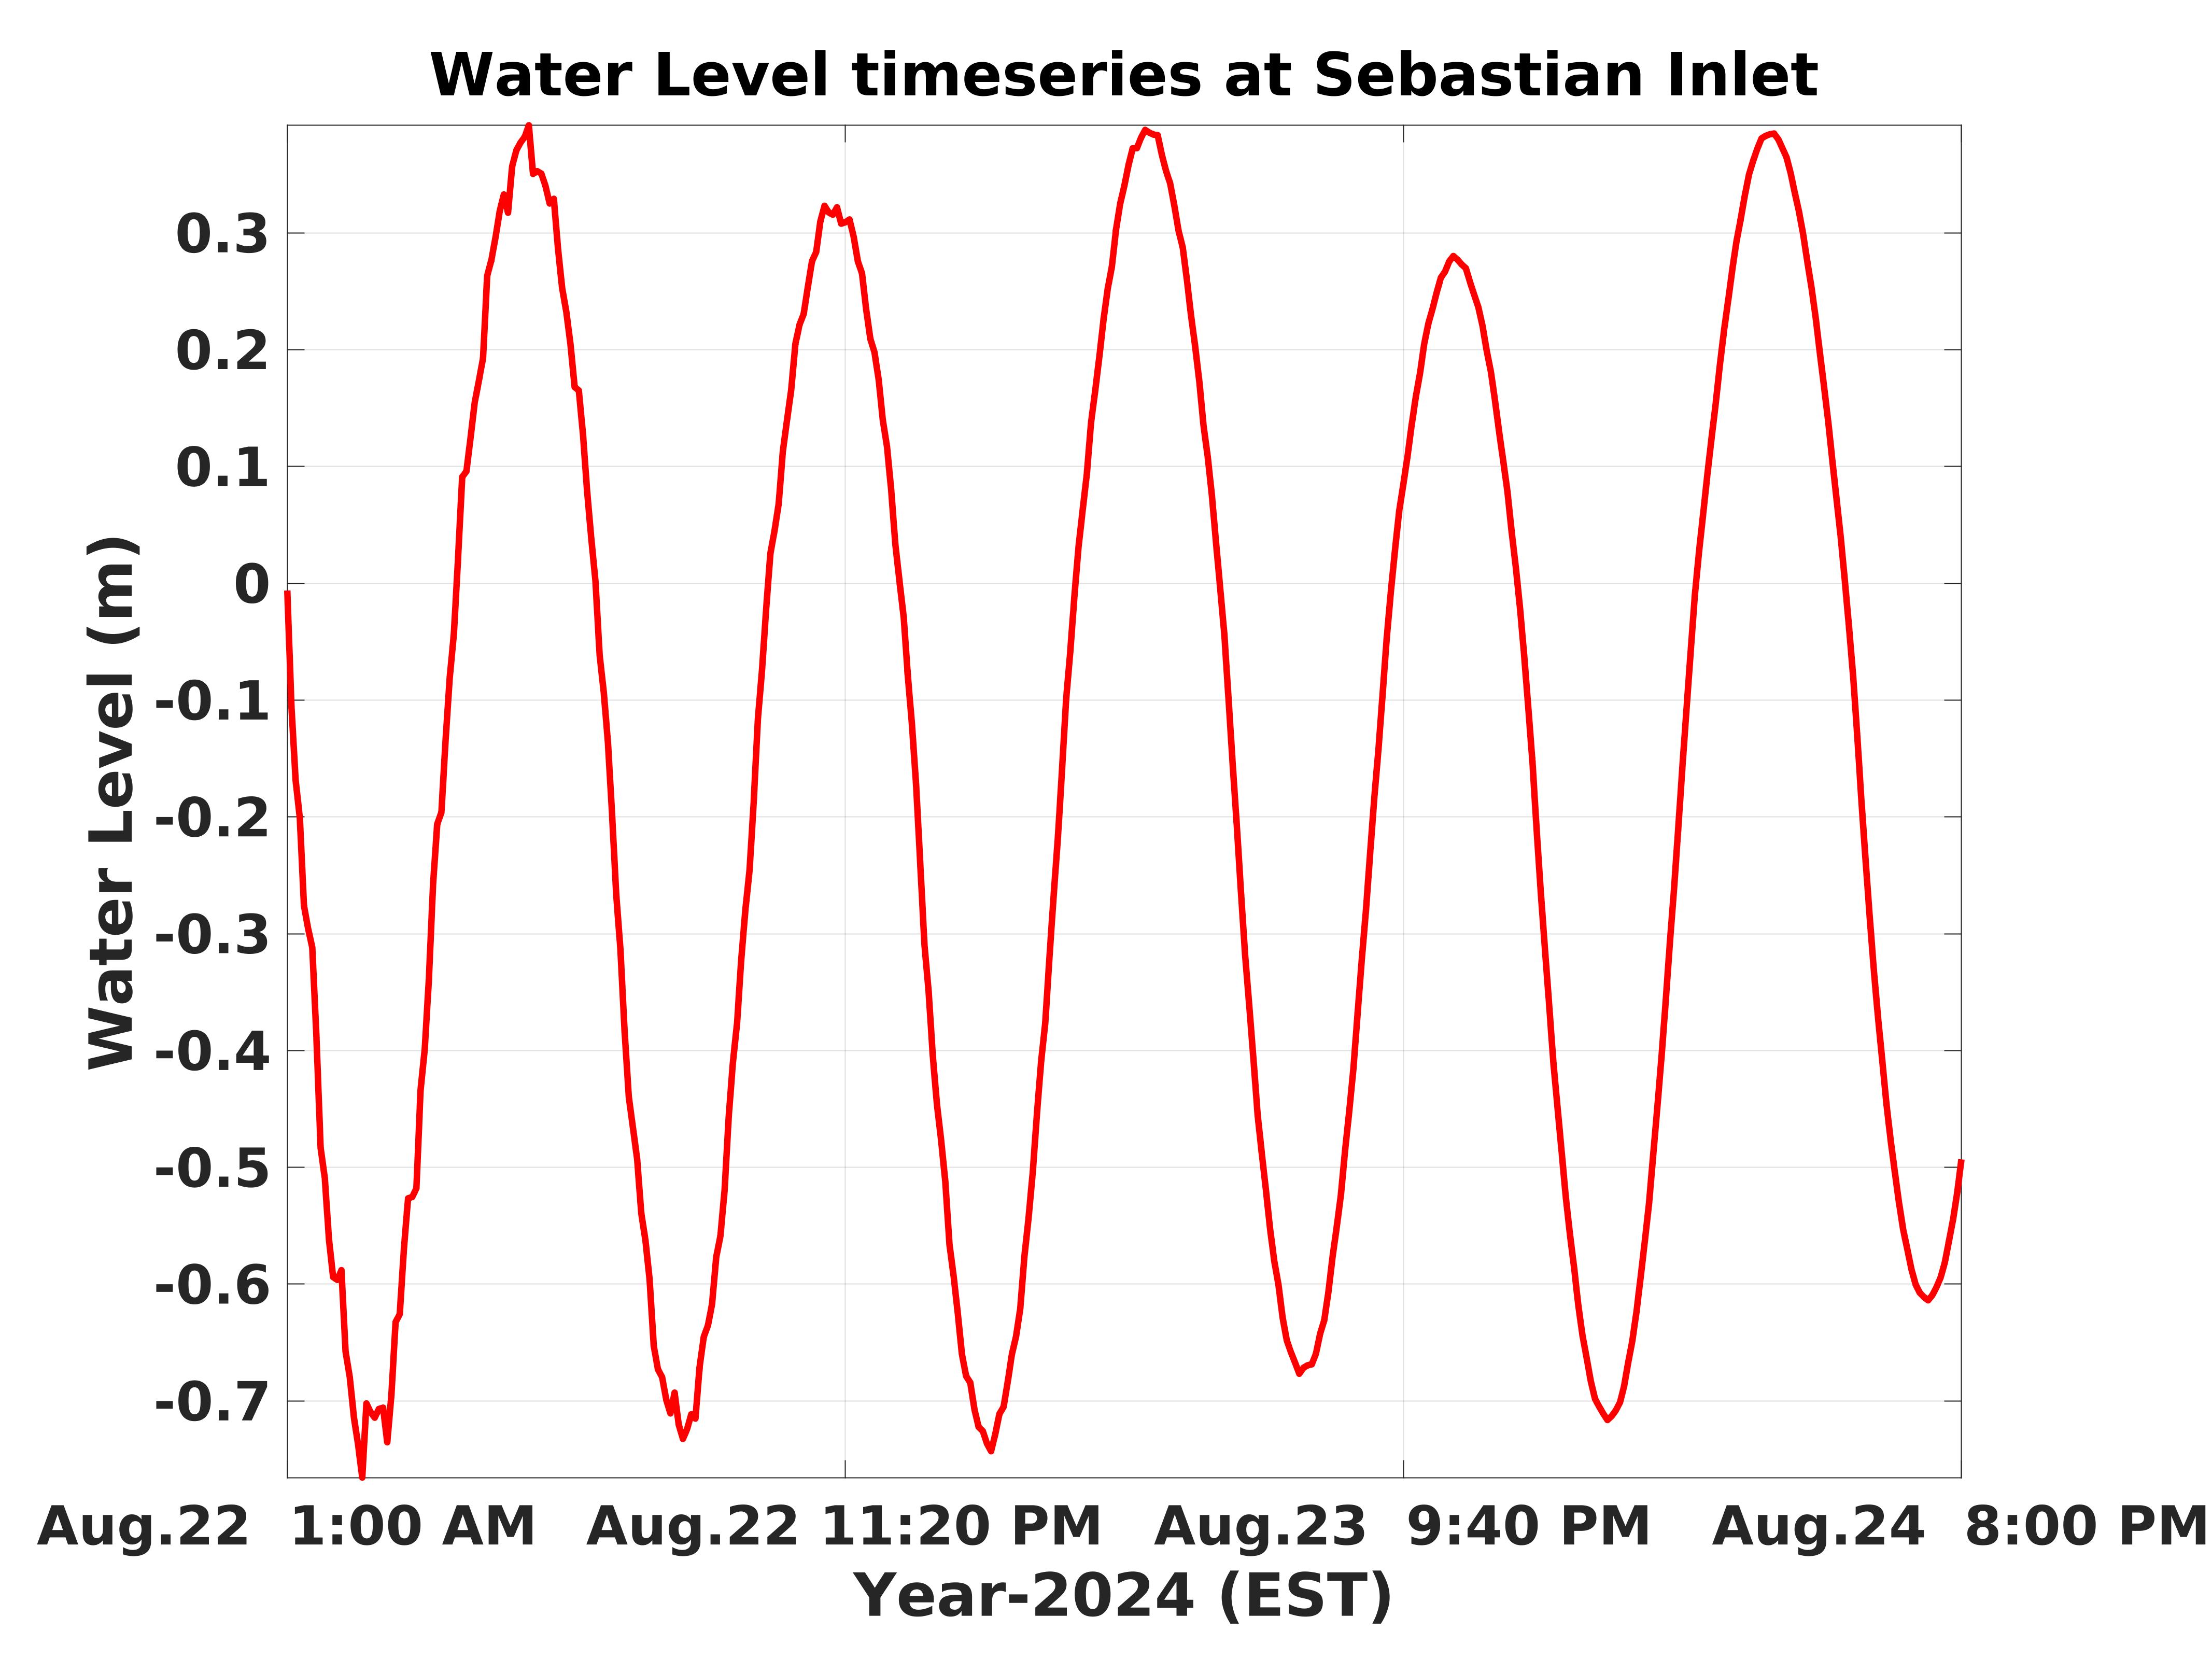 Water Level timeseries at Sebastian Inlet
Water Level (m)
0.3
0.2
0.1
0
-0.1
-0.2
-0.3
-0.4
-0.5
-0.6
-0.7
Aug.22  1:00 AM
Aug.22 11:20 PM
Aug.23  9:40 PM
Aug.24  8:00 PM
Year-2024 (EST)